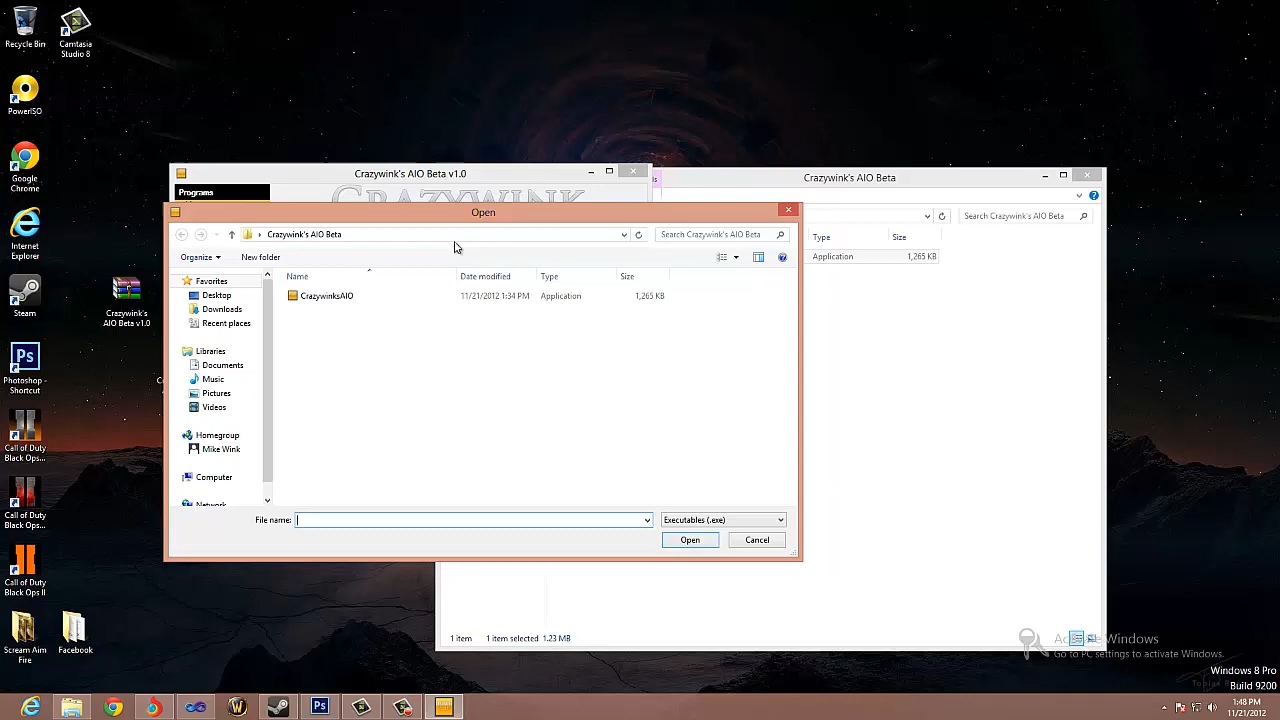 Recycle Bin
Camtasia
Studio 8
PowerISO
Google
Chrome
Internet
Explorer
Steam
Crazywink's
AIO Beta v1.0
Ps
Photoshop -
Shortcut
Call of Duty
Black Ops...
Call of Duty
Black Ops...
Call of Duty
Black Ops II
Scream Aim
Fire
Facebook
Crazywink's AIO Beta v1.0
Programs
CRAZYWINK
Open
Crazywink's AIO Beta
Search Crazywink's AIO Beta
Organize
New folder
Favorites
Desktop
Downloads
Recent places
Libraries
Documents
Music
Pictures
Videos
Homegroup
Mike Wink
Computer
Network
Name
Date modified
Type
Size
CrazywinksAIO
11/21/2012 1:34 PM
Application
1,265 KB
File name:
Executables (.exe)
Open
Cancel
Crazywink's AIO Beta
Search Crazywink's AIO Beta
Type
Size
Application
1,265 KB
1 item
1 item selected
1.23 MB
Activate Windows
Go to PC settings to activate Windows.
Windows 8 Pro
Build 9200
Ps
1:48 PM
11/21/2012